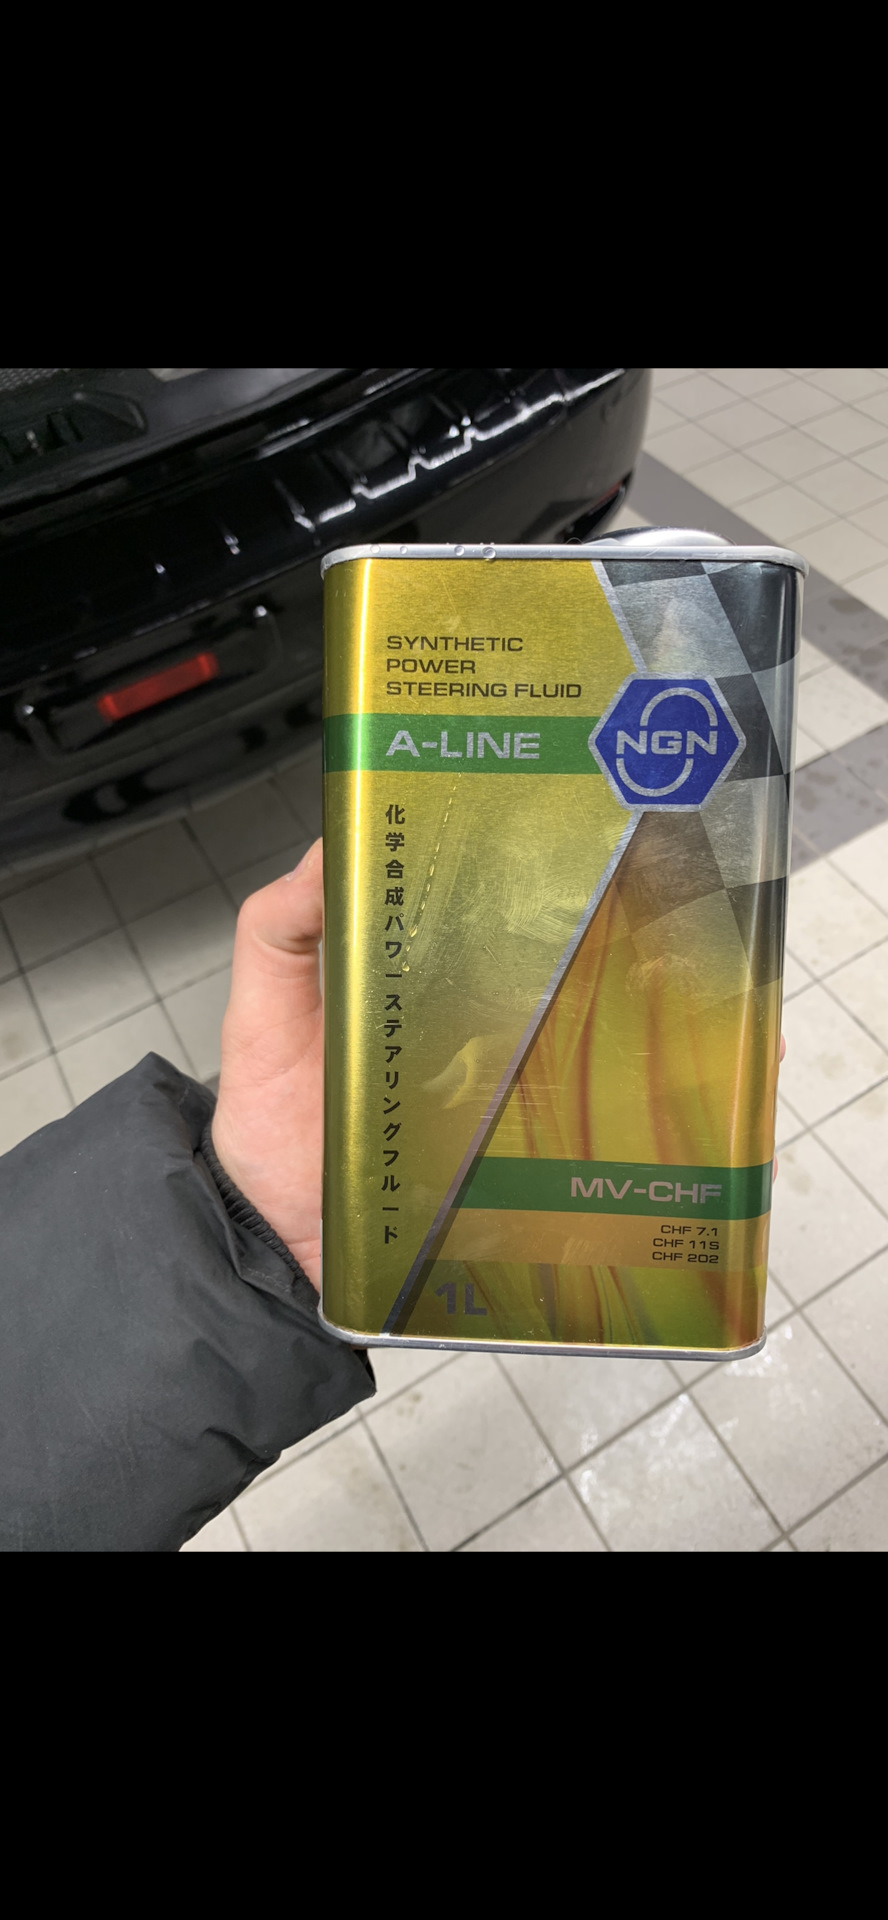 SYNTHETIC
POWER
STEERING FLUID
A-LINE
NGN
化学合成パワーステアリングフルード
MV-CHF
CHF 7.1
CHF 11S
CHF 202
1L